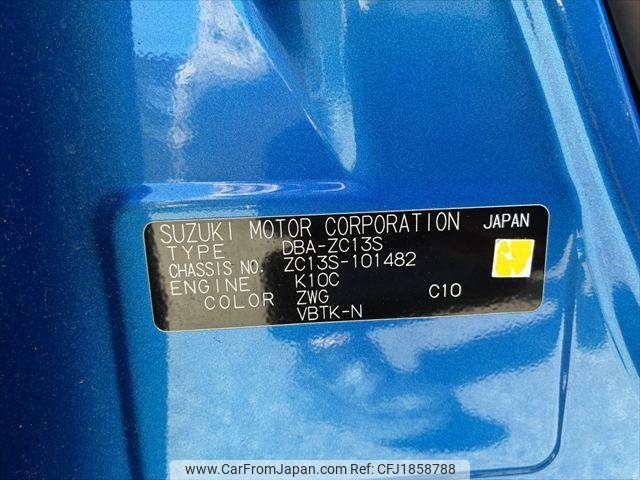 SUZUKI MOTOR CORPORATION JAPAN
TYPE DBA-ZC13S
CHASSIS NO. ZC13S-101482
ENGINE K10C
COLOR ZWG C10
VBTK-N
www.CarFromJapan.com Ref:No. CFJ1858788